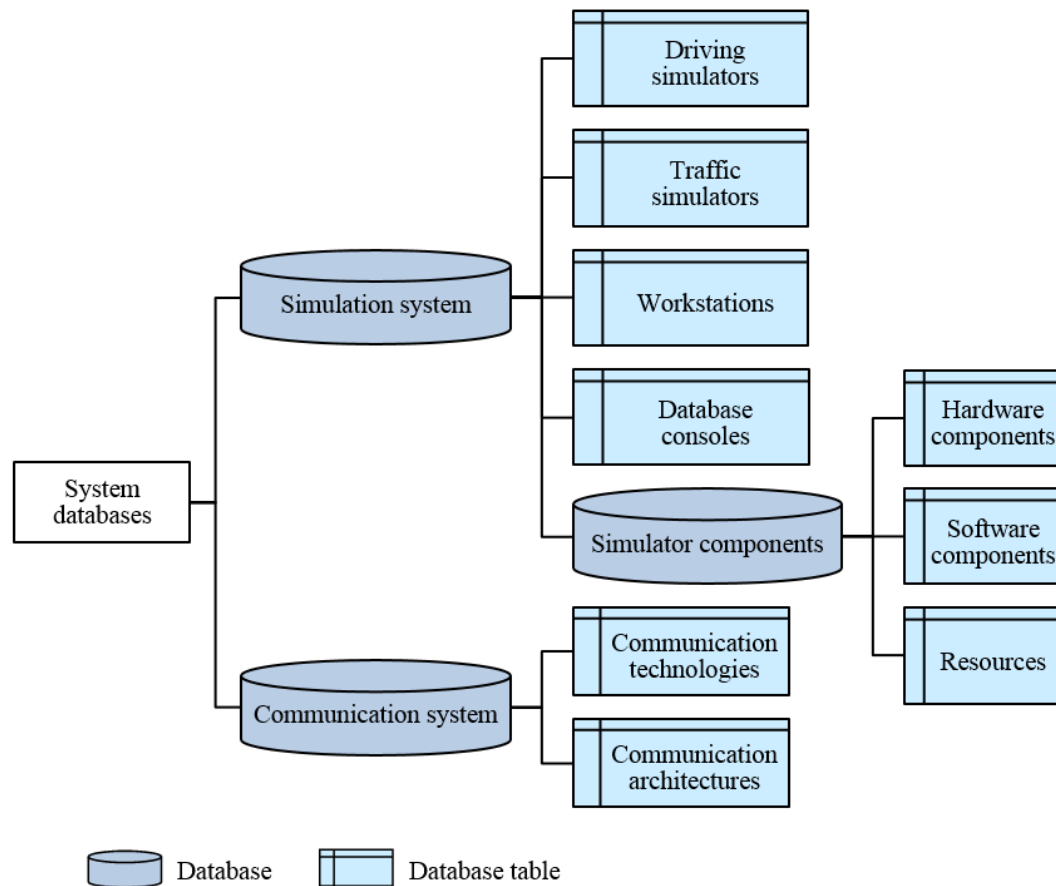 Driving
simulators
Traffic
simulators
Simulation system
Workstations
Database
consoles
Hardware
components
System
databases
Simulator components
Software
components
Communication
technologies
Resources
Communication system
Communication
architectures
Database
Database table